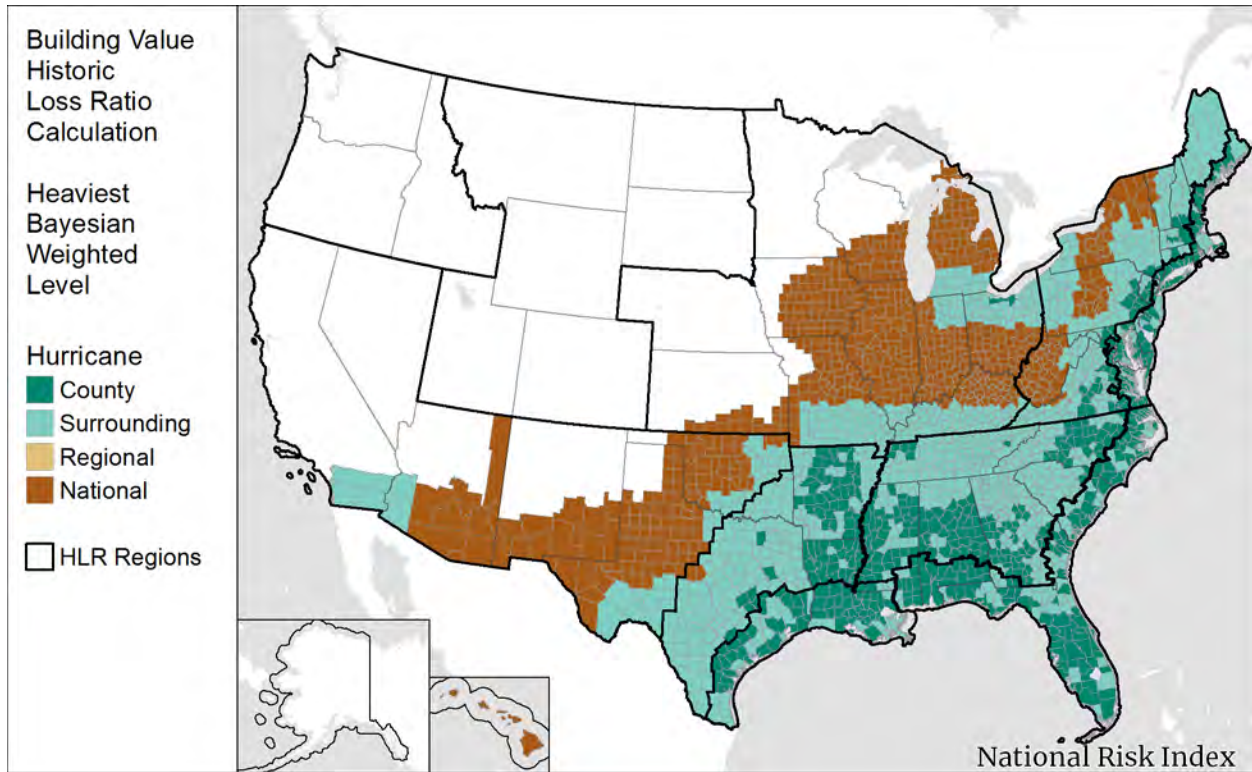 Building Value
Historic
Loss Ratio
Calculation
Heaviest
Bayesian
Weighted
Level
Hurricane
County
Surrounding
Regional
National
HLR Regions
National Risk Index